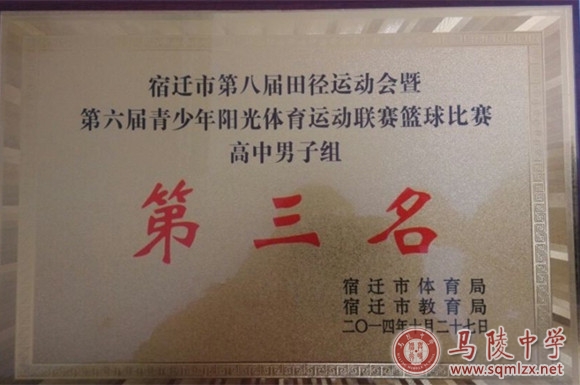 宿迁市第八届田径运动会暨
第六届青少年阳光体育运动联赛篮球比赛
高中男子组
第三名
宿迁市体育局
宿迁市教育局
二〇一四年十月二十七日
马陵中学
www.sqmlzx.net